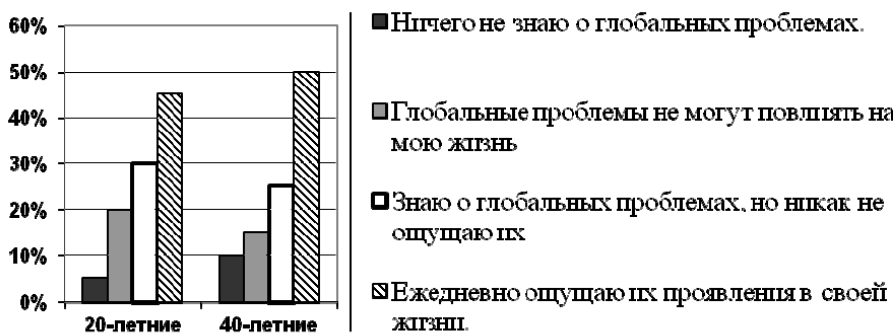 60%
50%
40%
30%
20%
10%
0%
20-летние
40-летние
Ничего не знаю о глобальных проблемах.
Глобальные проблемы не могут повлиять на
мою жизнь
Знаю о глобальных проблемах, но никак не
ощущаю их
Ежедневно ощущаю их проявления в своей
жизни.